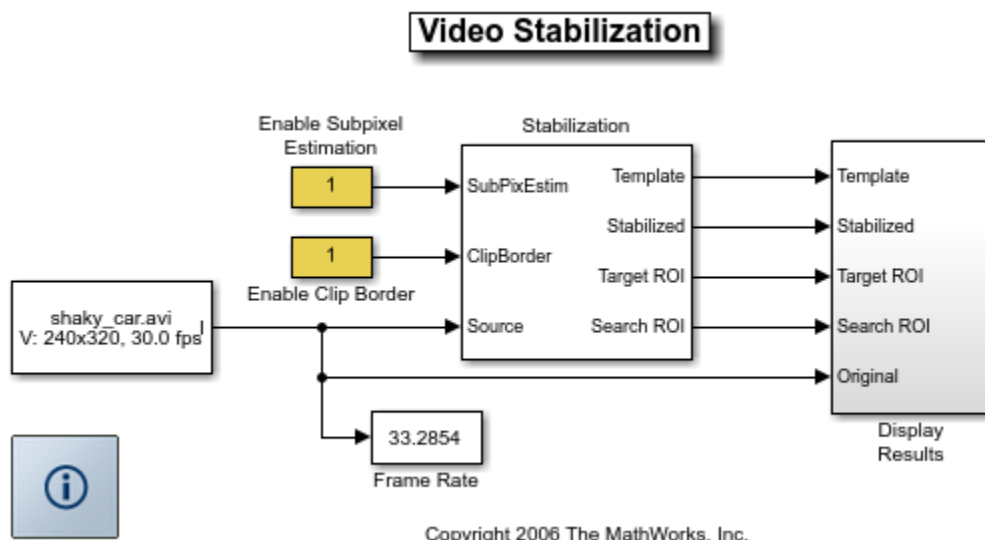 Video Stabilization
Enable Subpixel
Estimation
1
1
Enable Clip Border
shaky_car.avi
V: 240x320, 30.0 fps
I
Stabilization
SubPixEstim
ClipBorder
Source
Template
Stabilized
Target ROI
Search ROI
Template
Stabilized
Target ROI
Search ROI
Original
Display
Results
33.2854
Frame Rate
i
Copyright 2006 The MathWorks, Inc.